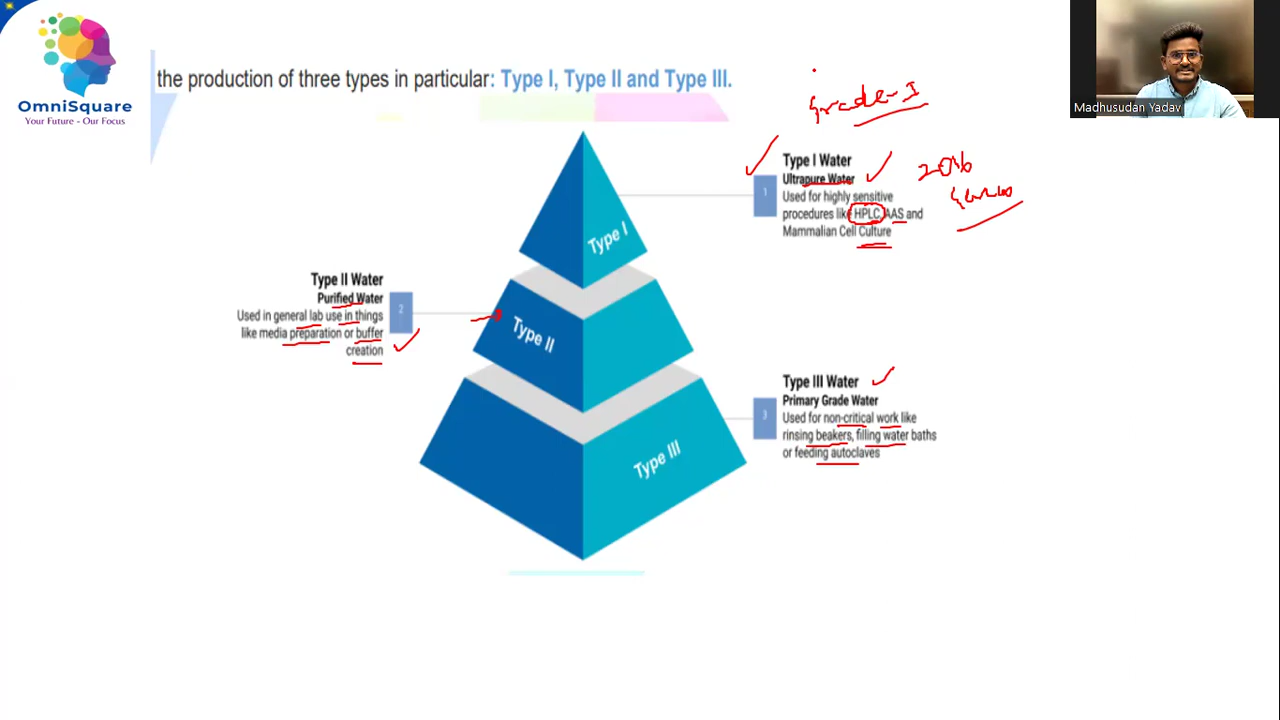 OmniSquare
Your Future - Our Focus
the production of three types in particular: Type I, Type II and Type III.
Madhusudan Yadav
Grade-I
Type I Water
Ultrapure Water
Used for highly sensitive
procedures like HPLC, AAS and
Mammalian Cell Culture
1
Type I
Type II Water
Purified Water
Used in general lab use in things
like media preparation or buffer
creation
2
Type II
Type III Water
Primary Grade Water
Used for non-critical work like
rinsing beakers, filling water baths
or feeding autoclaves
3
Type III